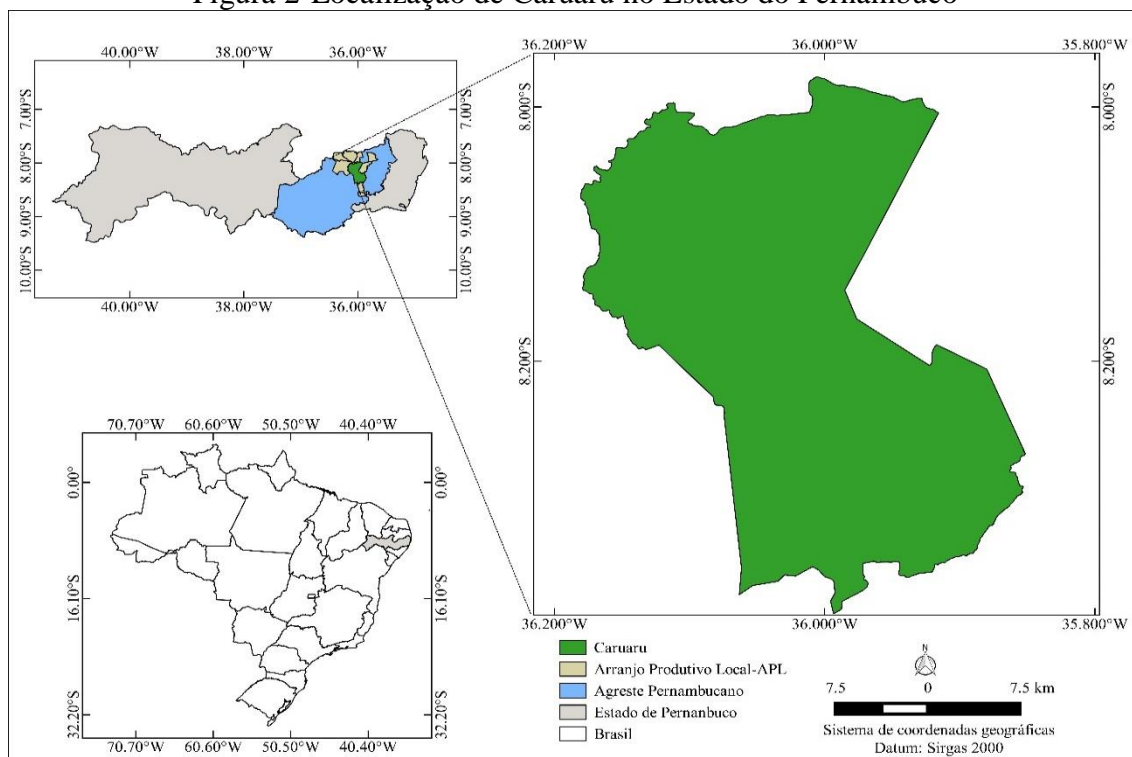 Figura 2-Localização de Caruaru no Estado do Pernambuco
40.00°W 38.00°W 36.00°W
7.00°S
8.00°S
9.00°S
10.00°S
7.00°S
8.00°S
9.00°S
10.00°S
40.00°W 38.00°W 36.00°W
36.200°W 36.000°W 35.800°W
8.000°S
8.200°S
8.000°S
8.200°S
36.200°W 36.000°W 35.800°W
70.70°W 60.60°W 50.50°W 40.40°W
0.00°
16.10°S
32.20°S
0.00°
16.10°S
32.20°S
70.70°W 60.60°W 50.50°W 40.40°W
Caruaru
Arranjo Produtivo Local-APL
Agreste Pernambucano
Estado de Pernanbuco
Brasil
N
7.5 0 7.5 km
Sistema de coordenadas geográficas
Datum: Sirgas 2000